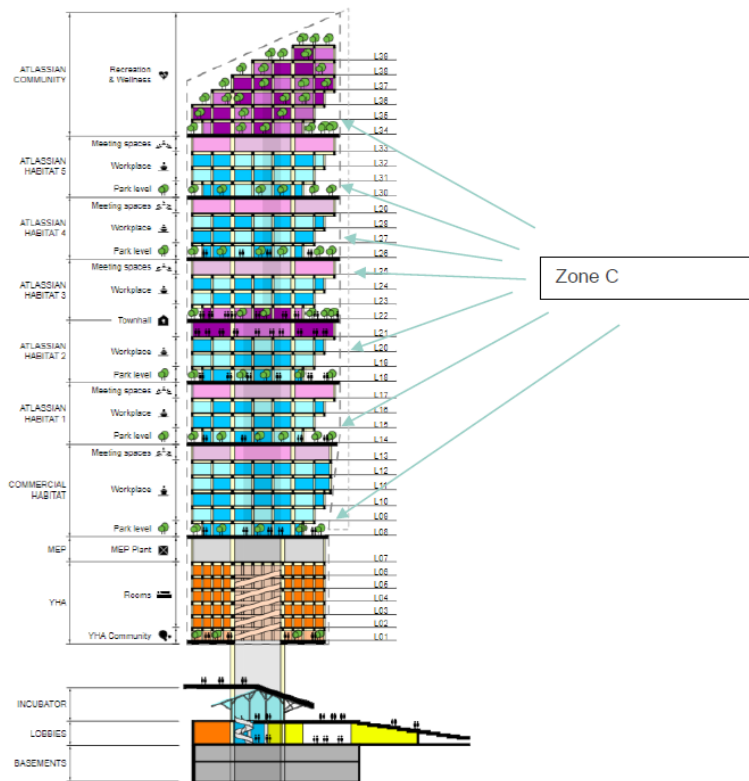 ATLASSIAN
COMMUNITY
ATLASSIAN
HABITAT 5
ATLASSIAN
HABITAT 4
ATLASSIAN
HABITAT 3
ATLASSIAN
HABITAT 2
ATLASSIAN
HABITAT 1
COMMERCIAL
HABITAT
MEP
YHA
INCUBATOR
LOBBIES
BASEMENTS
Recreation
& Wellness
Meeting spaces
Workplace
Park level
Meeting spaces
Workplace
Park level
Meeting spaces
Workplace
Townhall
Workplace
Park level
Meeting spaces
Workplace
Park level
Meeting spaces
Workplace
Park level
MEP Plant
Rooms
YHA Community
L39
L38
L37
L36
L35
L34
L33
L32
L31
L30
L29
L28
L27
L26
L25
L24
L23
L22
L21
L20
L19
L18
L17
L16
L15
L14
L13
L12
L11
L10
L09
L08
L07
L06
L05
L04
L03
L02
L01
Zone C